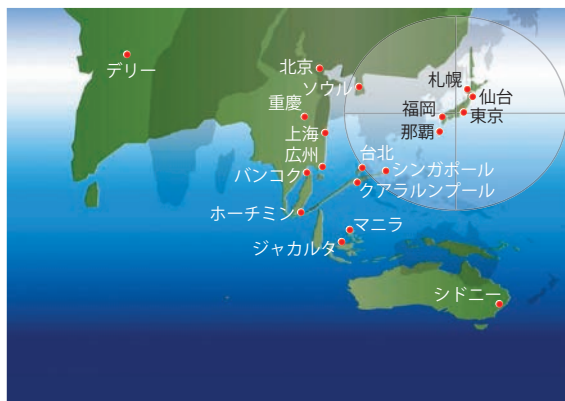 デリー
北京
ソウル
重慶
上海
広州
バンコク
ホーチミン
札幌
仙台
福岡
東京
那覇
台北
シンガポール
クアラルンプール
マニラ
ジャカルタ
シドニー